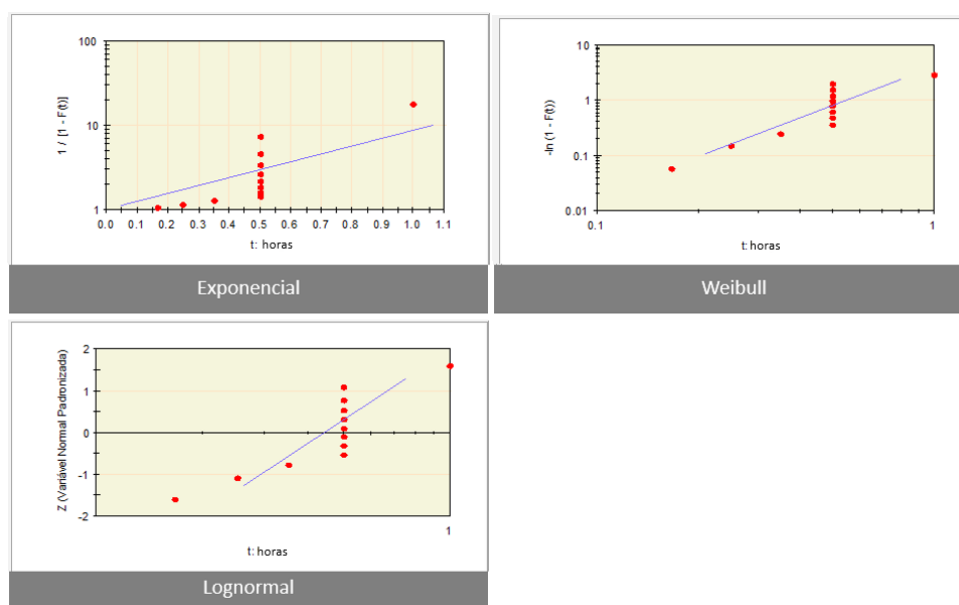 1 / [1 - F(t)]
100
10
1
0.0 0.1 0.2 0.3 0.4 0.5 0.6 0.7 0.8 0.9 1.0 1.1
t: horas
Exponencial
-ln (1 - F(t))
10
1
0.1
0.01
0.1 1
t: horas
Weibull
Z (Variável Normal Padronizada)
2
1
0
-1
-2
1
t: horas
Lognormal